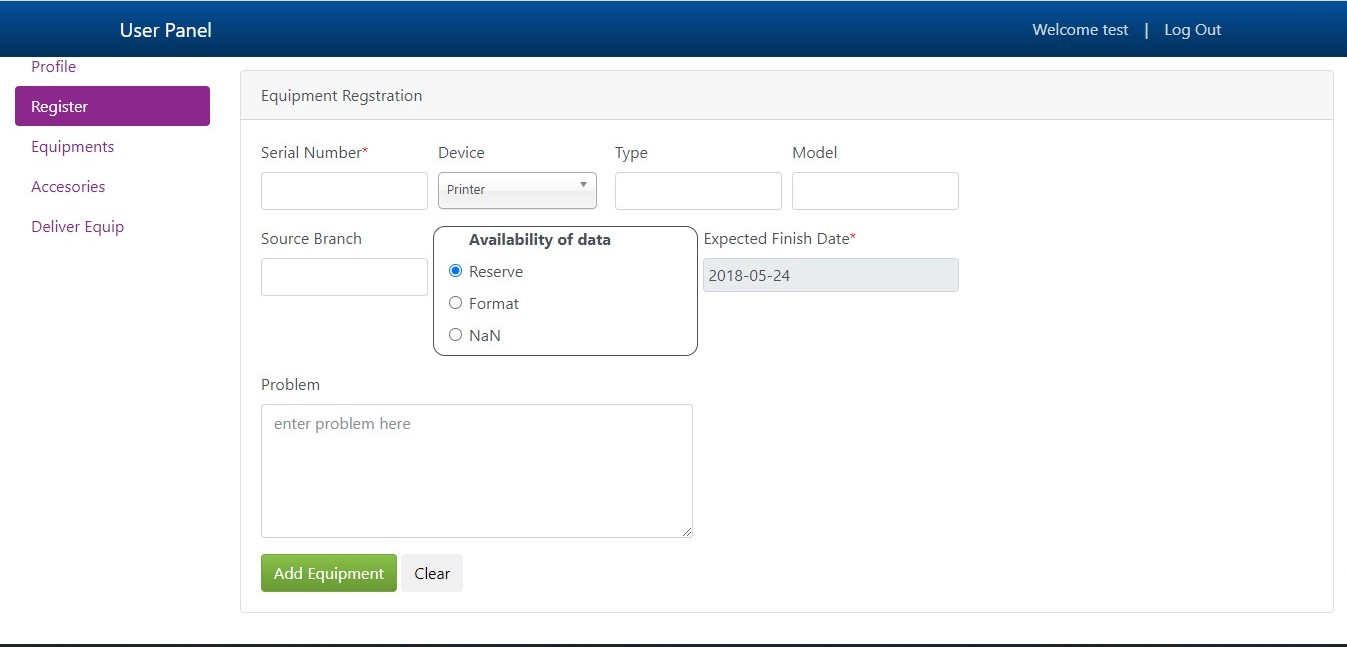 User Panel
Welcome test | Log Out
Profile
Register
Equipments
Accesories
Deliver Equip
Equipment Regstration
Serial Number*
Device
Type
Model
Printer
Source Branch
Availability of data
Reserve
Format
NaN
Expected Finish Date*
2018-05-24
Problem
enter problem here
Add Equipment
Clear